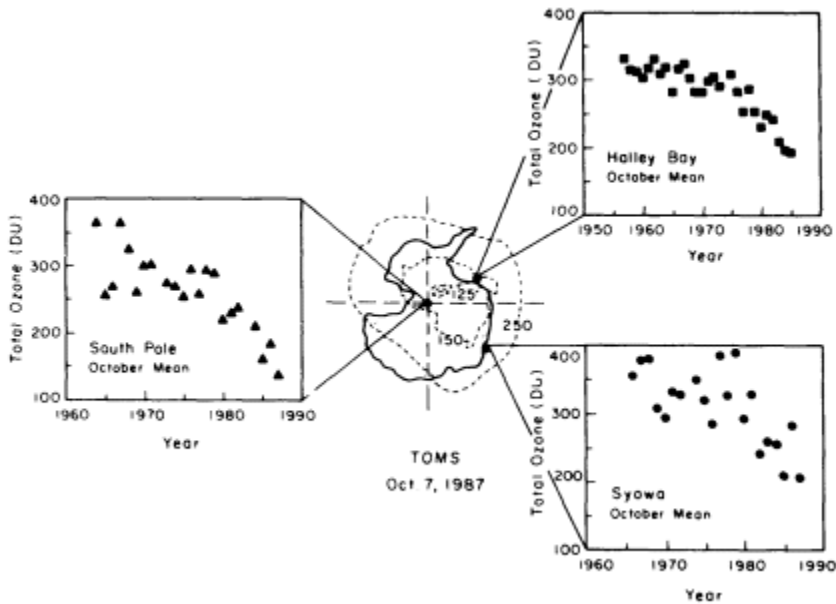 400
300
200
100
Total Ozone (DU)
Halley Bay
October Mean
1950 1960 1970 1980 1990
Year
400
300
250
200
100
Total Ozone (DU)
South Pole
October Mean
1960 1970 1980 1990
Year
125
150
250
TOMS
Oct. 7, 1987
400
300
200
100
Total Ozone (DU)
Syowa
October Mean
1960 1970 1980 1990
Year